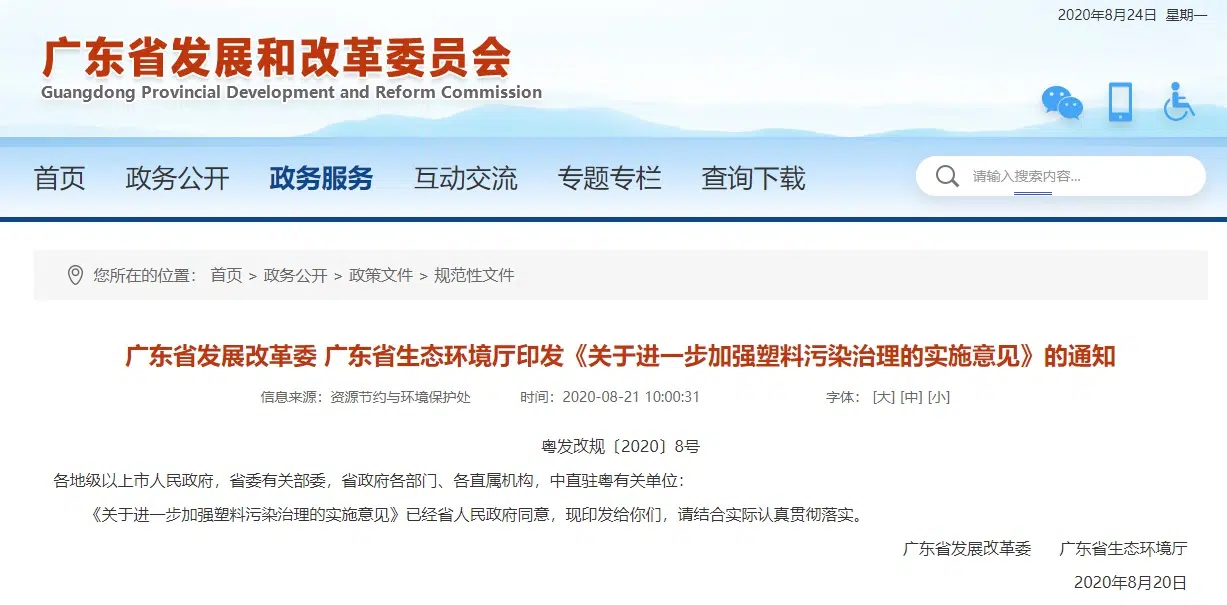 2020年8月24日 星期一
广东省发展和改革委员会
Guangdong Provincial Development and Reform Commission
首页 政务公开 政务服务 互动交流 专题专栏 查询下载
请输入搜索内容...
您所在的位置： 首页 > 政务公开 > 政策文件 > 规范性文件
广东省发展改革委 广东省生态环境厅印发《关于进一步加强塑料污染治理的实施意见》的通知
信息来源：资源节约与环境保护处 时间：2020-08-21 10:00:31 字体： [大] [中] [小]
粤发改规〔2020〕8号
各地级以上市人民政府，省委有关部委，省政府各部门、各直属机构，中直驻粤有关单位：
《关于进一步加强塑料污染治理的实施意见》已经省人民政府同意，现印发给你们，请结合实际认真贯彻落实。
广东省发展改革委 广东省生态环境厅
2020年8月20日